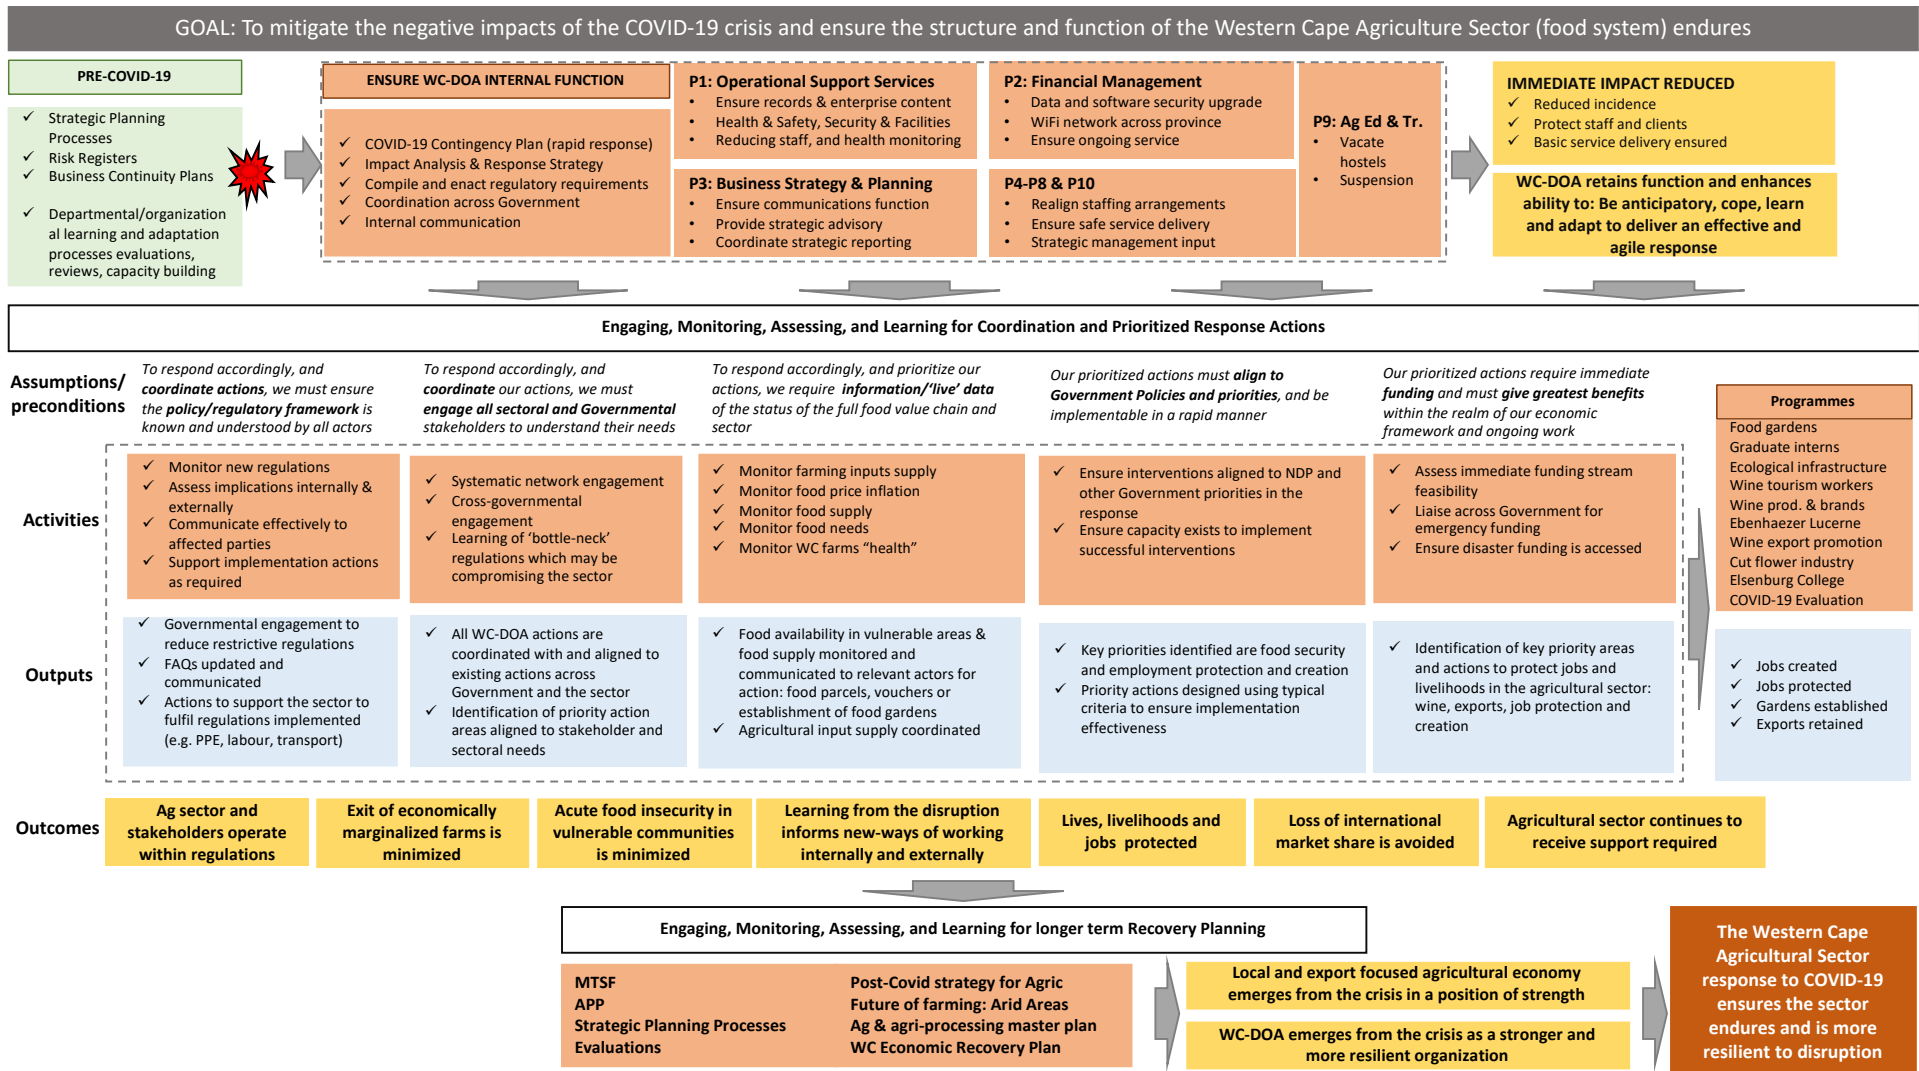 GOAL: To mitigate the negative impacts of the COVID-19 crisis and ensure the structure and function of the Western Cape Agriculture Sector (food system) endures
PRE-COVID-19
✓ Strategic Planning
Processes
✓ Risk Registers
✓ Business Continuity Plans
✓ Departmental/organization
al learning and adaptation
processes evaluations,
reviews, capacity building
ENSURE WC-DOA INTERNAL FUNCTION
✓ COVID-19 Contingency Plan (rapid response)
✓ Impact Analysis & Response Strategy
✓ Compile and enact regulatory requirements
✓ Coordination across Government
✓ Internal communication
P1: Operational Support Services
• Ensure records & enterprise content
• Health & Safety, Security & Facilities
• Reducing staff, and health monitoring
P2: Financial Management
• Data and software security upgrade
• WiFi network across province
• Ensure ongoing service
P3: Business Strategy & Planning
• Ensure communications function
• Provide strategic advisory
• Coordinate strategic reporting
P4-P8 & P10
• Realign staffing arrangements
• Ensure safe service delivery
• Strategic management input
P9: Ag Ed & Tr.
• Vacate
hostels
• Suspension
IMMEDIATE IMPACT REDUCED
✓ Reduced incidence
✓ Protect staff and clients
✓ Basic service delivery ensured
WC-DOA retains function and enhances
ability to: Be anticipatory, cope, learn
and adapt to deliver an effective and
agile response
Engaging, Monitoring, Assessing, and Learning for Coordination and Prioritized Response Actions
Assumptions/
preconditions
To respond accordingly, and
coordinate actions, we must ensure
the policy/regulatory framework is
known and understood by all actors
To respond accordingly, and
coordinate our actions, we must
engage all sectoral and Governmental
stakeholders to understand their needs
To respond accordingly, and prioritize our
actions, we require information/‘live’ data
of the status of the full food value chain and
sector
Our prioritized actions must align to
Government Policies and priorities, and be
implementable in a rapid manner
Our prioritized actions require immediate
funding and must give greatest benefits
within the realm of our economic
framework and ongoing work
Activities
✓ Monitor new regulations
✓ Assess implications internally &
externally
✓ Communicate effectively to
affected parties
✓ Support implementation actions
as required
✓ Systematic network engagement
✓ Cross-governmental
engagement
✓ Learning of ‘bottle-neck’
regulations which may be
compromising the sector
✓ Monitor farming inputs supply
✓ Monitor food price inflation
✓ Monitor food supply
✓ Monitor food needs
✓ Monitor WC farms “health”
✓ Ensure interventions aligned to NDP and
other Government priorities in the
response
✓ Ensure capacity exists to implement
successful interventions
✓ Assess immediate funding stream
feasibility
✓ Liaise across Government for
emergency funding
✓ Ensure disaster funding is accessed
Outputs
✓ Governmental engagement to
reduce restrictive regulations
✓ FAQs updated and
communicated
✓ Actions to support the sector to
fulfil regulations implemented
(e.g. PPE, labour, transport)
✓ All WC-DOA actions are
coordinated with and aligned to
existing actions across
Government and the sector
✓ Identification of priority action
areas aligned to stakeholder and
sectoral needs
✓ Food availability in vulnerable areas &
food supply monitored and
communicated to relevant actors for
action: food parcels, vouchers or
establishment of food gardens
✓ Agricultural input supply coordinated
✓ Key priorities identified are food security
and employment protection and creation
✓ Priority actions designed using typical
criteria to ensure implementation
effectiveness
✓ Identification of key priority areas
and actions to protect jobs and
livelihoods in the agricultural sector:
wine, exports, job protection and
creation
Programmes
Food gardens
Graduate interns
Ecological infrastructure
Wine tourism workers
Wine prod. & brands
Ebenhaezer Lucerne
Wine export promotion
Cut flower industry
Elsenburg College
COVID-19 Evaluation
✓ Jobs created
✓ Jobs protected
✓ Gardens established
✓ Exports retained
Outcomes
Ag sector and
stakeholders operate
within regulations
Exit of economically
marginalized farms is
minimized
Acute food insecurity in
vulnerable communities
is minimized
Learning from the disruption
informs new-ways of working
internally and externally
Lives, livelihoods and
jobs protected
Loss of international
market share is avoided
Agricultural sector continues to
receive support required
Engaging, Monitoring, Assessing, and Learning for longer term Recovery Planning
MTSF
APP
Strategic Planning Processes
Evaluations
Post-Covid strategy for Agric
Future of farming: Arid Areas
Ag & agri-processing master plan
WC Economic Recovery Plan
Local and export focused agricultural economy
emerges from the crisis in a position of strength
WC-DOA emerges from the crisis as a stronger and
more resilient organization
The Western Cape
Agricultural Sector
response to COVID-19
ensures the sector
endures and is more
resilient to disruption